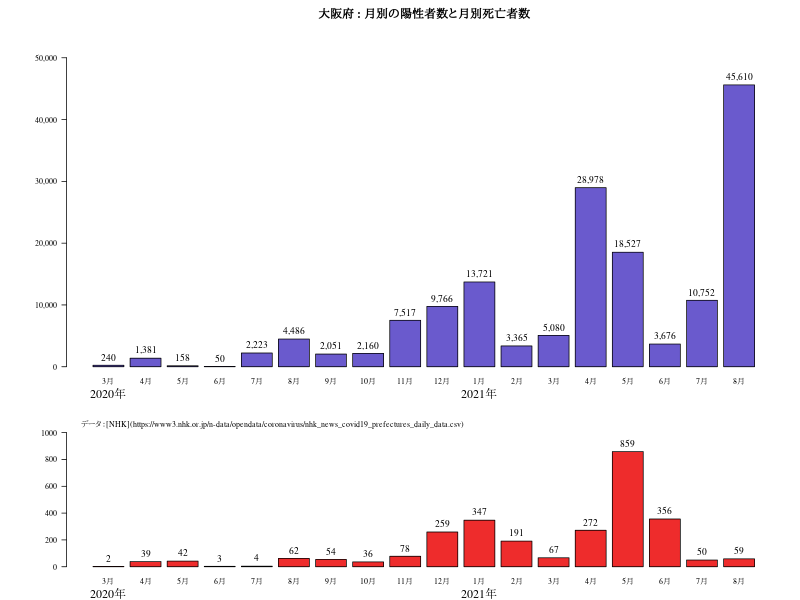 大阪府 : 月別の陽性者数と月別死亡者数
50,000
40,000
30,000
20,000
10,000
0
240 1,381 158 50 2,223 4,486 2,051 2,160 7,517 9,766 13,721 3,365 5,080 28,978 18,527 3,676 10,752 45,610
3月 4月 5月 6月 7月 8月 9月 10月 11月 12月 1月 2月 3月 4月 5月 6月 7月 8月
2020年 2021年
データ:[NHK](https://www3.nhk.or.jp/n-data/opendata/coronavirus/nhk_news_covid19_prefectures_daily_data.csv)
1000
800
600
400
200
0
2 39 42 3 4 62 54 36 78 259 347 191 67 272 859 356 50 59
3月 4月 5月 6月 7月 8月 9月 10月 11月 12月 1月 2月 3月 4月 5月 6月 7月 8月
2020年 2021年